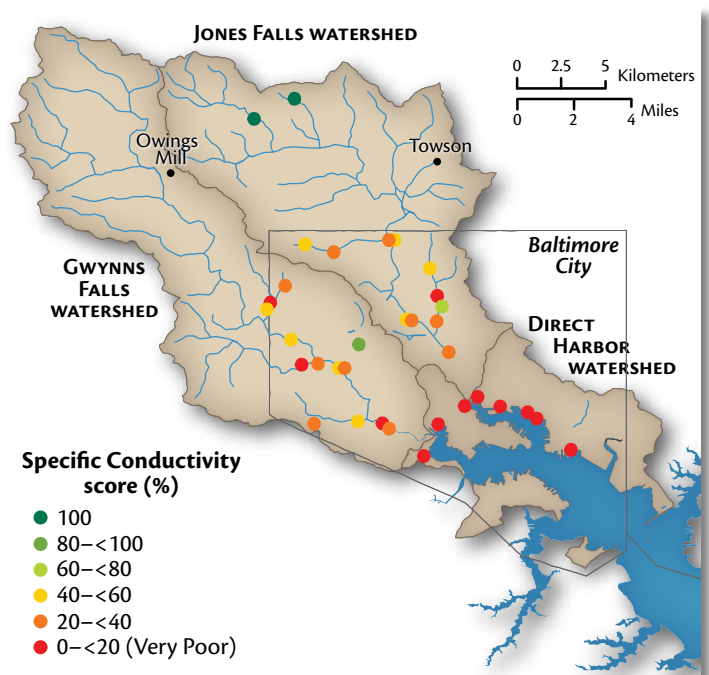 JONES FALLS WATERSHED
0 2.5 5 Kilometers
0 2 4 Miles
Owings
Mill
Towson
Baltimore
City
GWYNNS
FALLS
WATERSHED
DIRECT
HARBOR
WATERSHED
Specific Conductivity
score (%)
100
80–<100
60–<80
40–<60
20–<40
0–<20 (Very Poor)